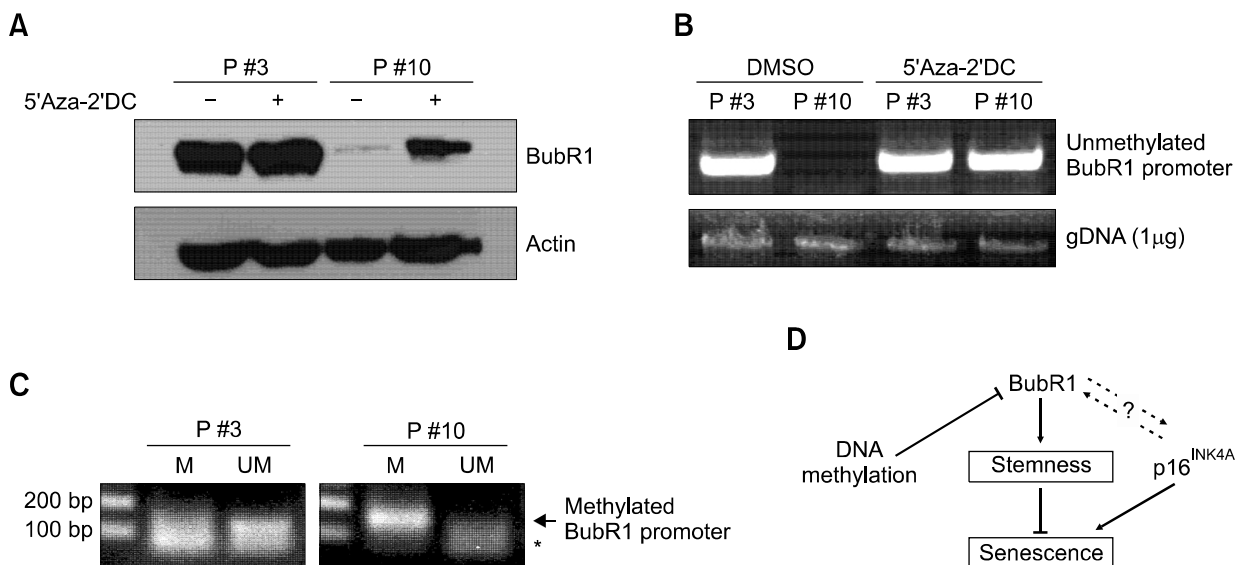 A
P #3 P #10
5'Aza-2'DC – + – +
BubR1
Actin
B
DMSO 5'Aza-2'DC
P #3 P #10 P #3 P #10
Unmethylated
BubR1 promoter
gDNA (1μg)
C
P #3 P #10
M UM M UM
200 bp
100 bp
Methylated
BubR1 promoter
*
D
BubR1
?
DNA
methylation
Stemness
p16INK4A
Senescence